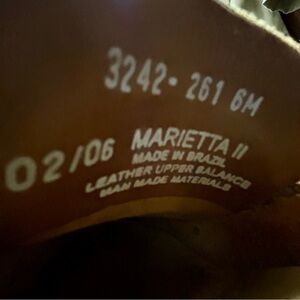 3242-261 6M
02/06 MARIETTA II
MADE IN BRAZIL
LEATHER UPPER BALANCE
MAN MADE MATERIALS